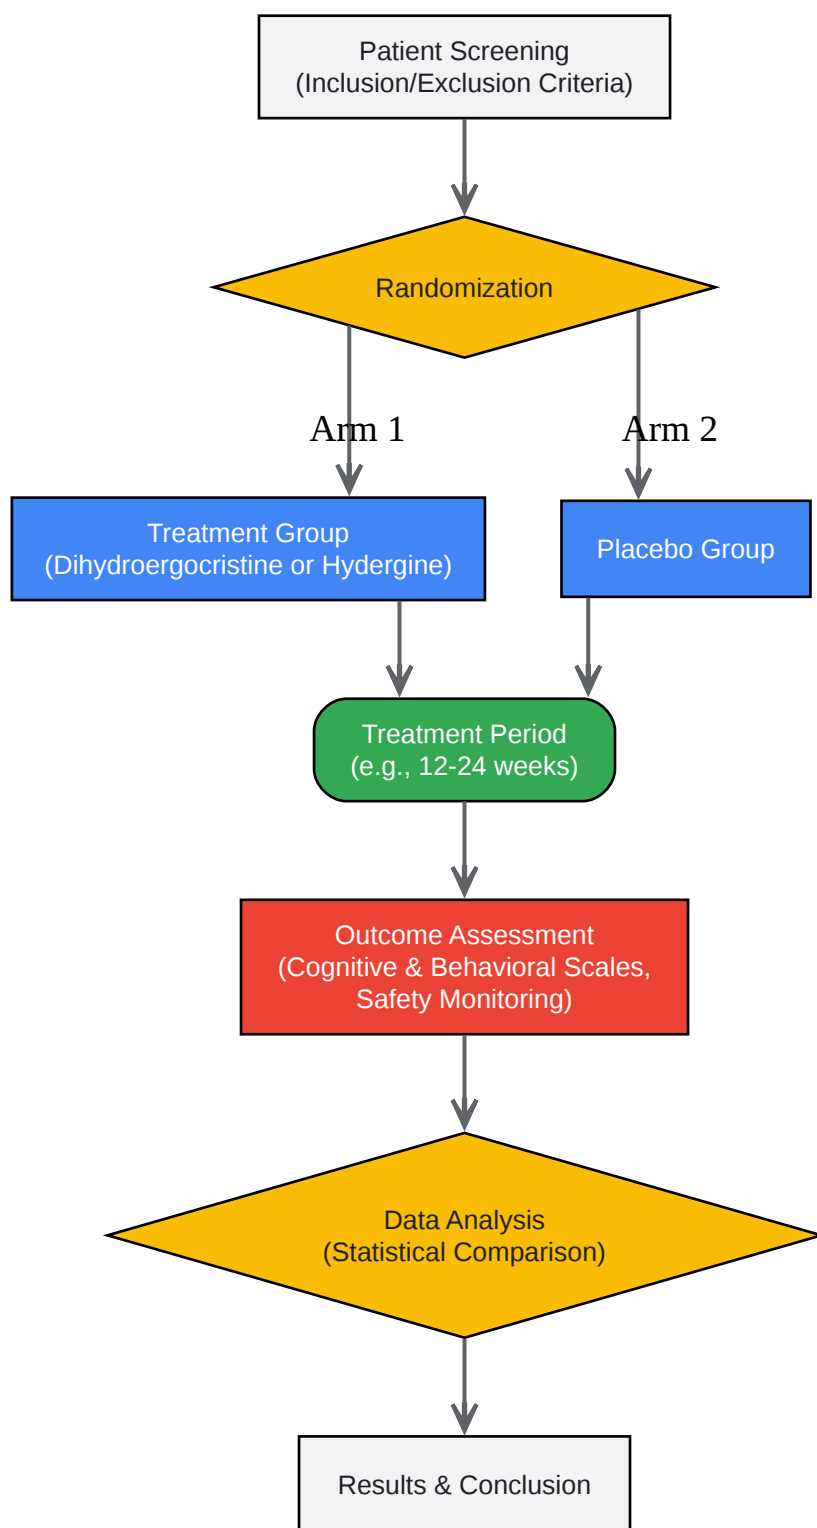 Patient Screening
(Inclusion/Exclusion Criteria)
Randomization
Arm 1
Arm 2
Treatment Group
(Dihydroergocristine or Hydergine)
Placebo Group
Treatment Period
(e.g., 12-24 weeks)
Outcome Assessment
(Cognitive & Behavioral Scales,
Safety Monitoring)
Data Analysis
(Statistical Comparison)
Results & Conclusion